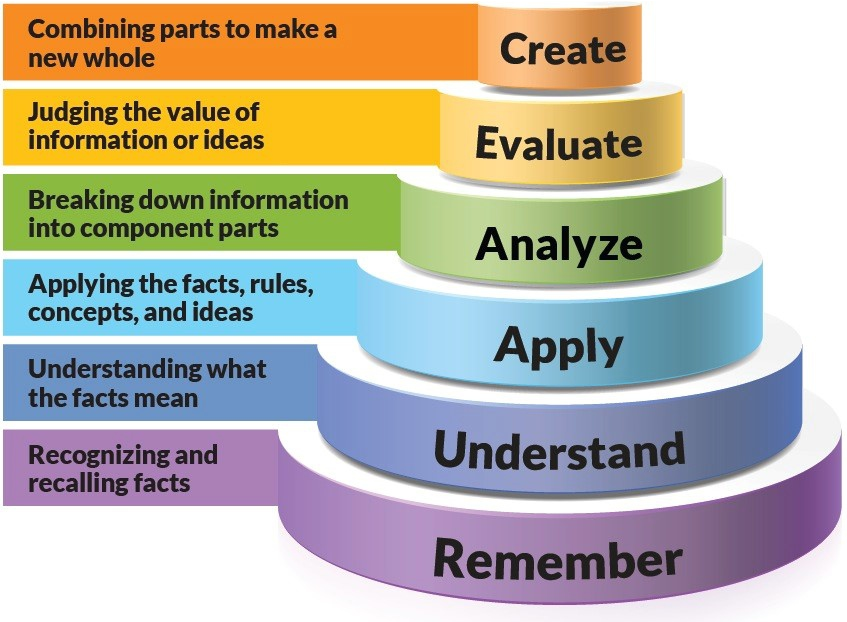 Combining parts to make a
new whole
Create
Judging the value of
information or ideas
Evaluate
Breaking down information
into component parts
Analyze
Applying the facts, rules,
concepts, and ideas
Apply
Understanding what
the facts mean
Understand
Recognizing and
recalling facts
Remember